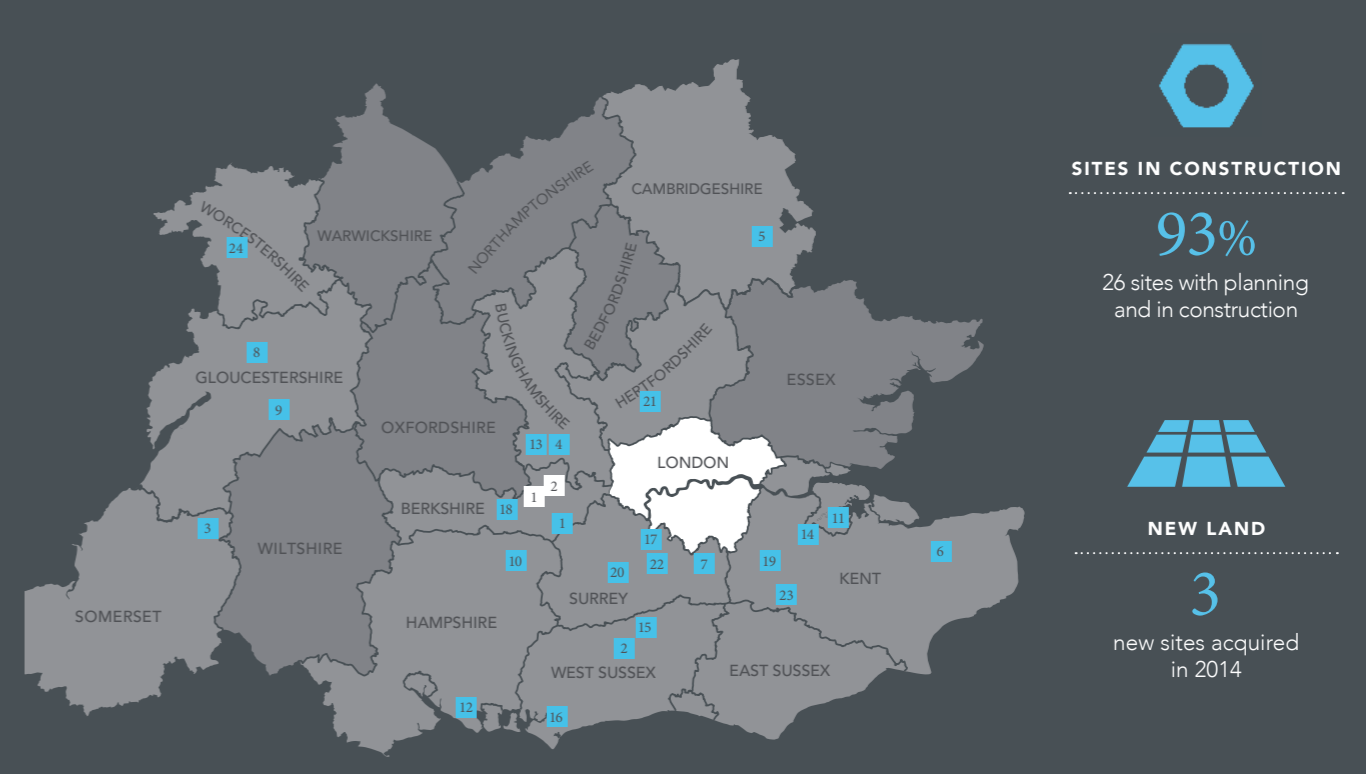 CAMBRIDGESHIRE
NORTHAMPTONSHIRE
WORCESTERSHIRE
WARWICKSHIRE
5
24
BEDFORDSHIRE
BUCKINGHAMSHIRE
HERTFORDSHIRE
8
GLOUCESTERSHIRE
ESSEX
9
21
OXFORDSHIRE
13
4
LONDON
2
1
BERKSHIRE
18
1
3
11
14
WILTSHIRE
17
6
10
22
7
19
20
KENT
23
SURREY
SOMERSET
HAMPSHIRE
15
2
WEST SUSSEX
EAST SUSSEX
12
16
SITES IN CONSTRUCTION
93%
26 sites with planning
and in construction
NEW LAND
3
new sites acquired
in 2014